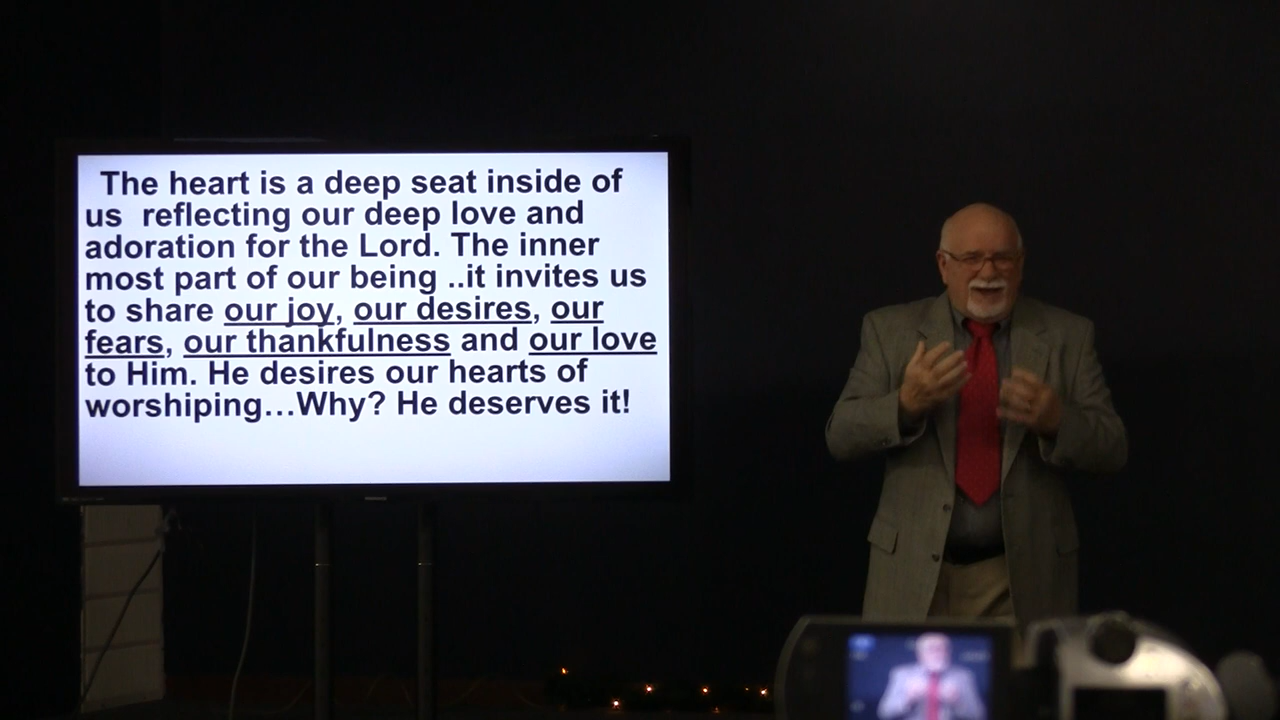 The heart is a deep seat inside of
us reflecting our deep love and
adoration for the Lord. The inner
most part of our being ..it invites us
to share our joy, our desires, our
fears, our thankfulness and our love
to Him. He desires our hearts of
worshiping...Why? He deserves it!